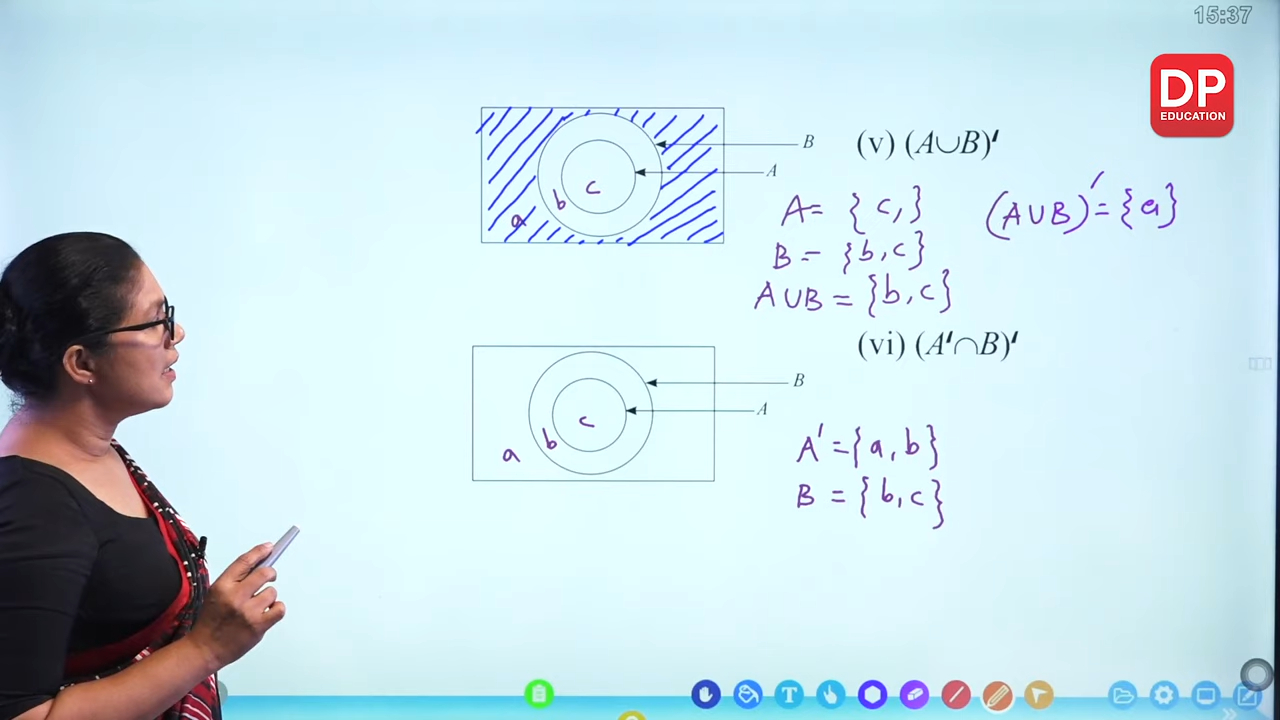 15:37
DP
EDUCATION
B
A
(v) (A∪B)′
c
b
a
A= { c, }
(A∪B)′= {a}
B = {b, c}
A∪B = {b, c}
(vi) (A′∩B)′
B
A
c
b
a
A′ ={a, b}
B = {b, c}
T